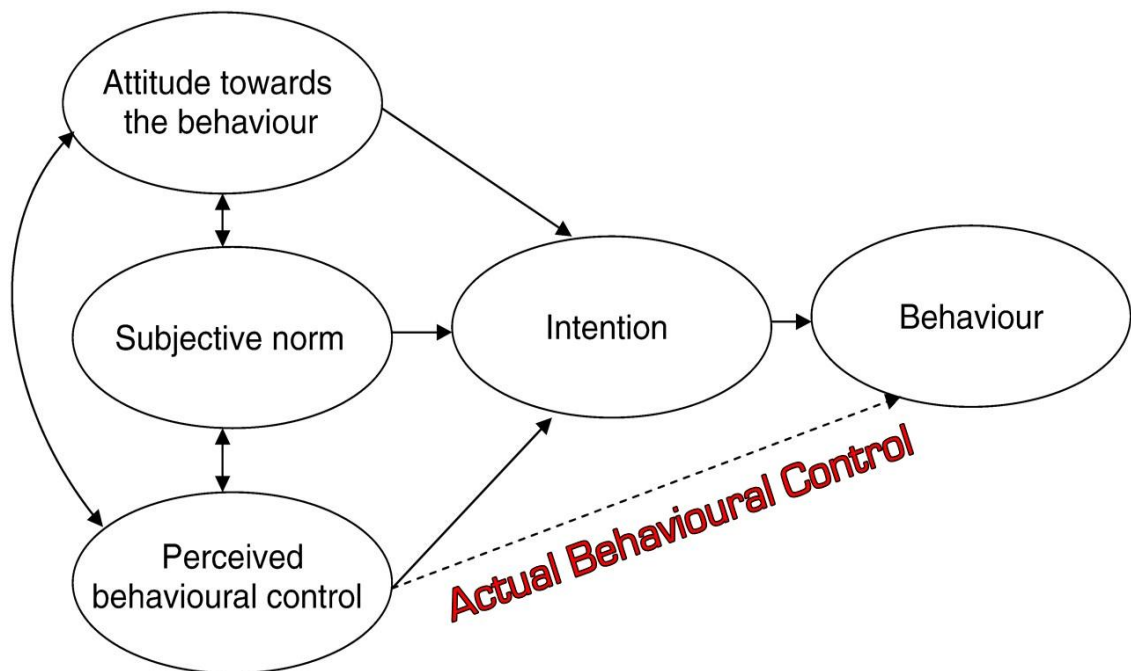 Attitude towards
the behaviour
Subjective norm
Intention
Behaviour
Perceived
behavioural control
Actual Behavioural Control